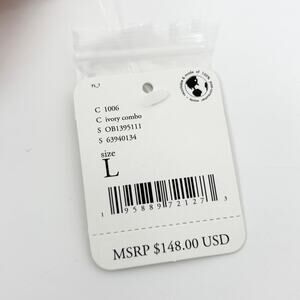 C 1006
C ivory combo
S OB1395111
S 63940134
size
L
1 95889 72127 3
MSRP $148.00 USD